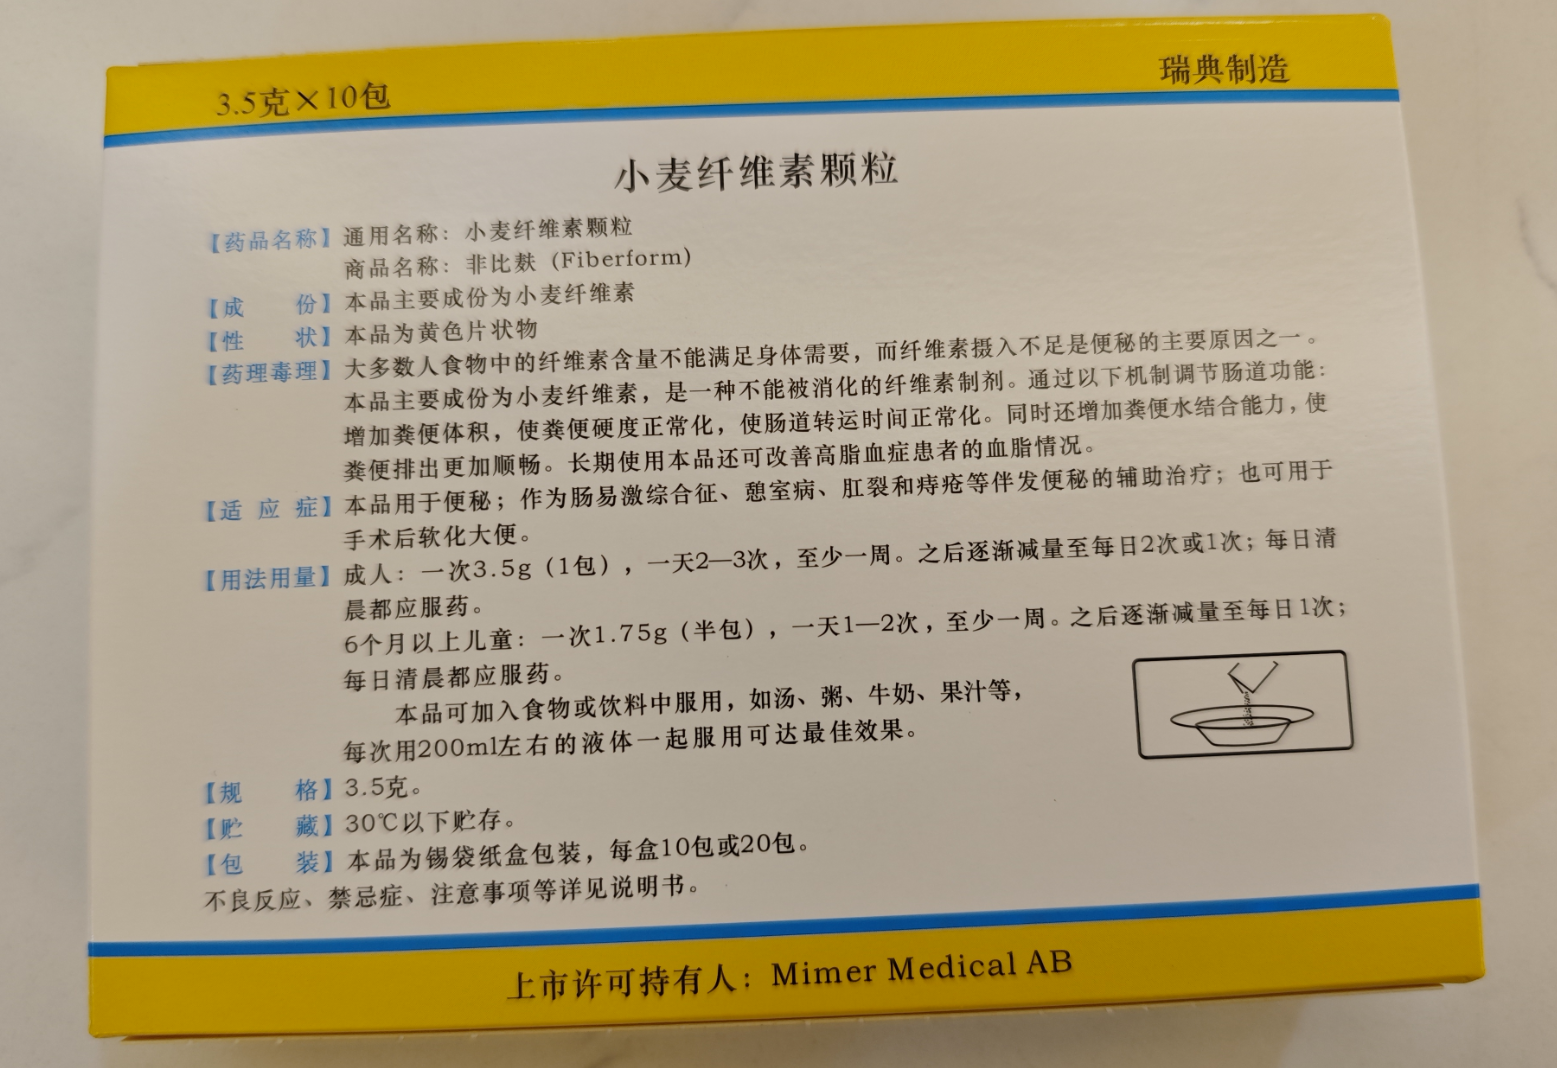 3.5克×10包
瑞典制造
小麦纤维素颗粒
【药品名称】通用名称：小麦纤维素颗粒
商品名称：非比麸（Fiberform）
【成 份】本品主要成份为小麦纤维素
【性 状】本品为黄色片状物
【药理毒理】大多数人食物中的纤维素含量不能满足身体需要，而纤维素摄入不足是便秘的主要原因之一。
本品主要成份为小麦纤维素，是一种不能被消化的纤维素制剂。通过以下机制调节肠道功能：
增加粪便体积，使粪便硬度正常化，使肠道转运时间正常化。同时还增加粪便水结合能力，使
粪便排出更加顺畅。长期使用本品还可改善高脂血症患者的血脂情况。
【适 应 症】本品用于便秘；作为肠易激综合征、憩室病、肛裂和痔疮等伴发便秘的辅助治疗；也可用于
手术后软化大便。
【用法用量】成人：一次3.5g（1包），一天2—3次，至少一周。之后逐渐减量至每日2次或1次；每日清
晨都应服药。
6个月以上儿童：一次1.75g（半包），一天1—2次，至少一周。之后逐渐减量至每日1次；
每日清晨都应服药。
本品可加入食物或饮料中服用，如汤、粥、牛奶、果汁等，
每次用200ml左右的液体一起服用可达最佳效果。
【规 格】3.5克。
【贮 藏】30℃以下贮存。
【包 装】本品为锡袋纸盒包装，每盒10包或20包。
不良反应、禁忌症、注意事项等详见说明书。
上市许可持有人：Mimer Medical AB